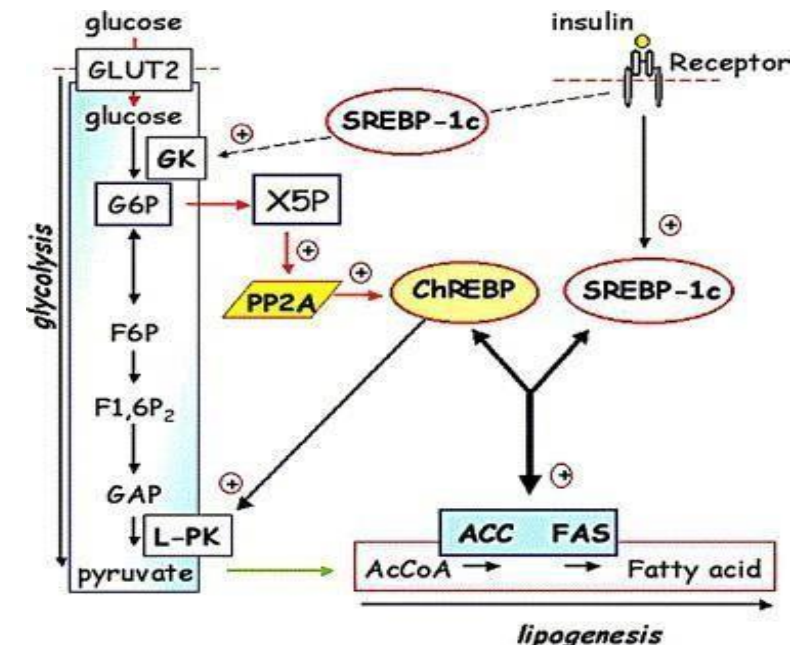 glucose
insulin
GLUT2
Receptor
glucose
+
SREBP-1c
GK
G6P
X5P
+
+
+
PP2A
ChREBP
SREBP-1c
glycolysis
F6P
F1,6P₂
+
+
GAP
L-PK
ACC FAS
pyruvate
AcCoA
Fatty acid
lipogenesis